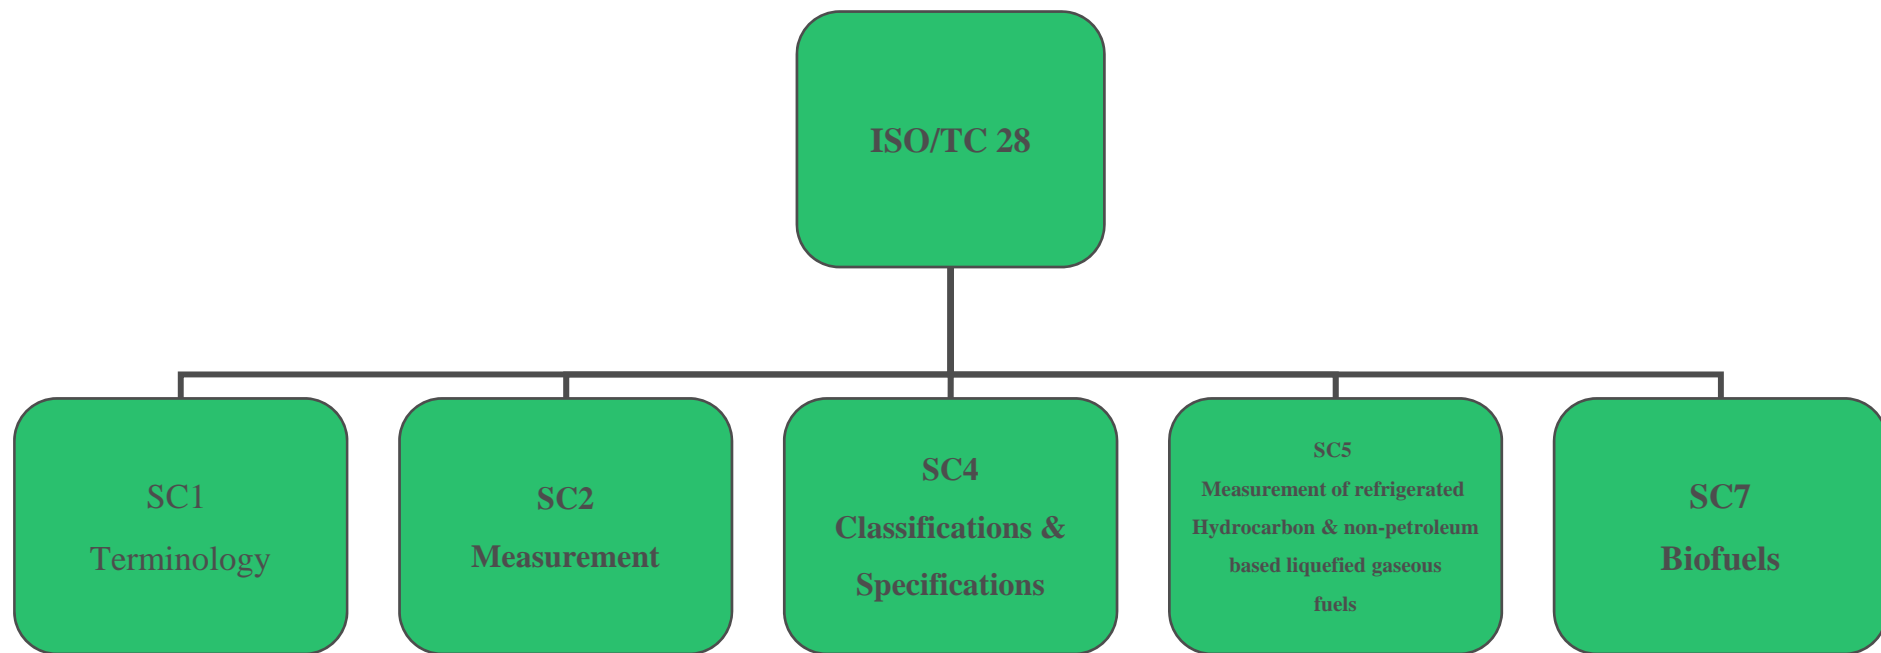 ISO/TC 28
SC1
Terminology
SC2
Measurement
SC4
Classifications &
Specifications
SC5
Measurement of refrigerated
Hydrocarbon & non-petroleum
based liquefied gaseous
fuels
SC7
Biofuels